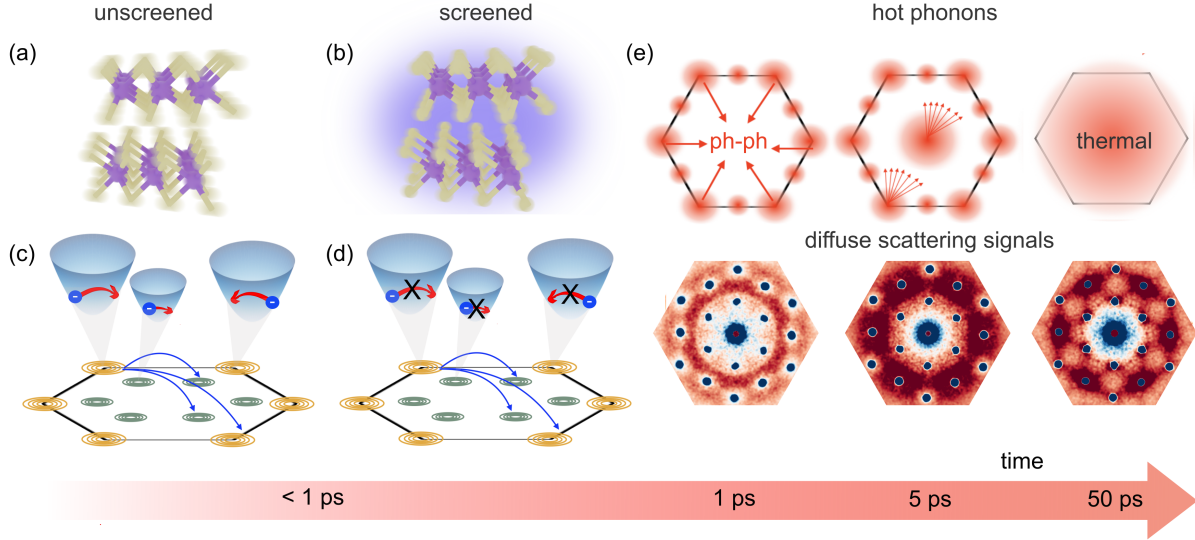 unscreened
screened
hot phonons
(a)
(b)
(e)
ph-ph
thermal
diffuse scattering signals
(c)
(d)
-
-
-
X
X
X
-
-
-
time
< 1 ps
1 ps
5 ps
50 ps